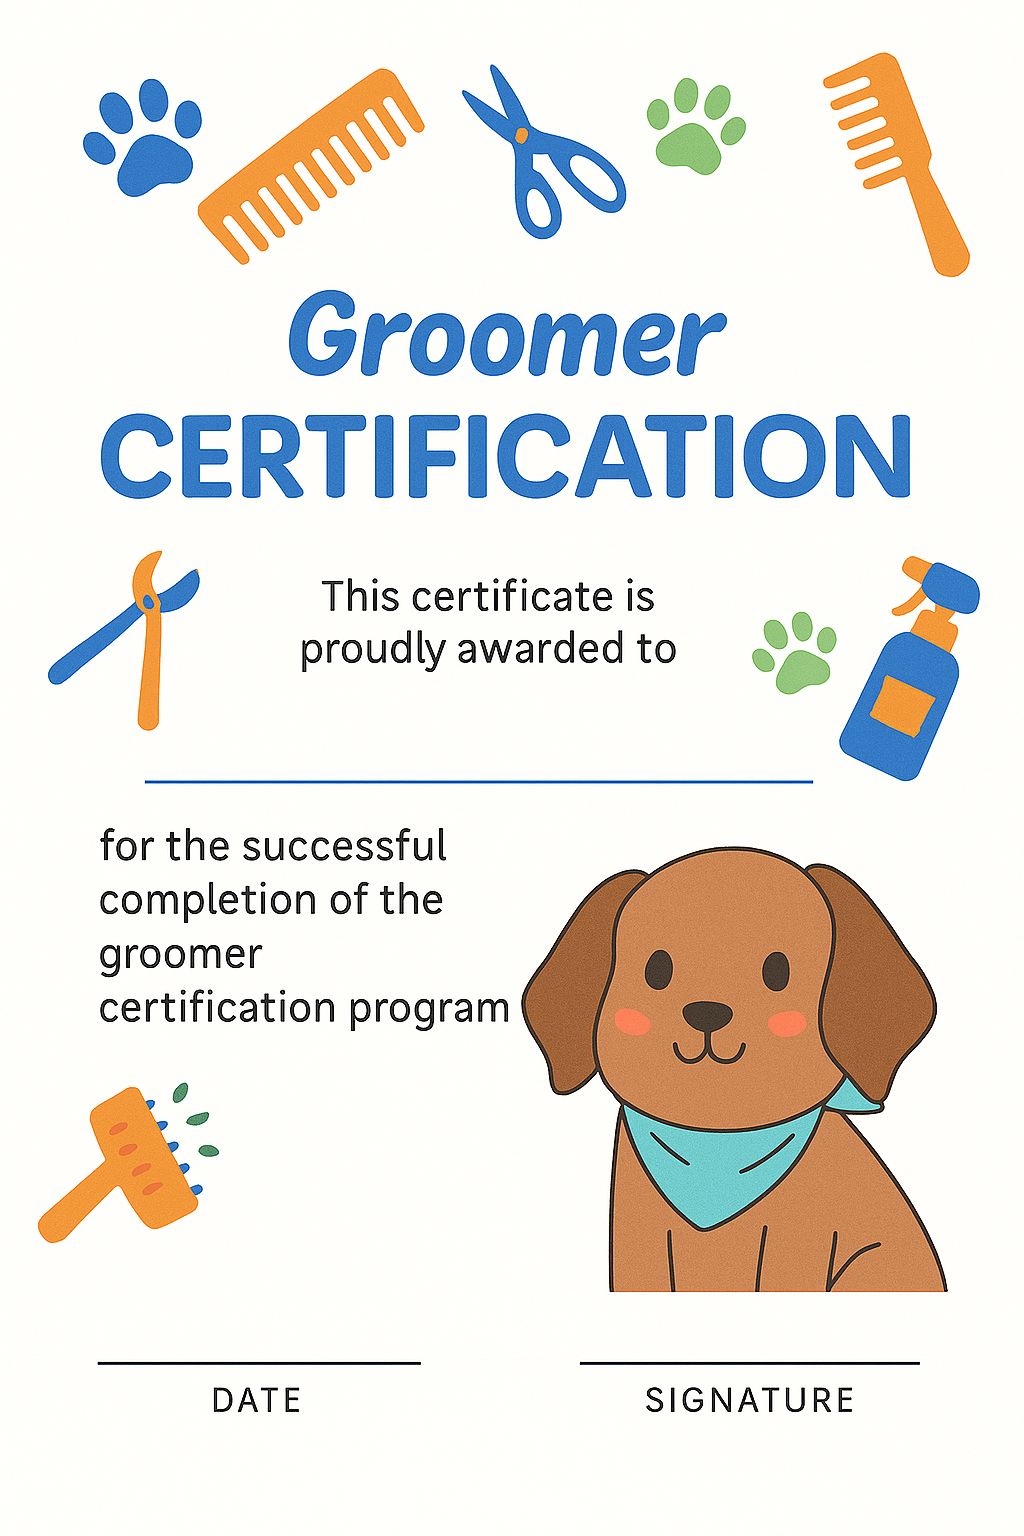 Groomer
CERTIFICATION
This certificate is
proudly awarded to
for the successful
completion of the
groomer
certification program
DATE
SIGNATURE